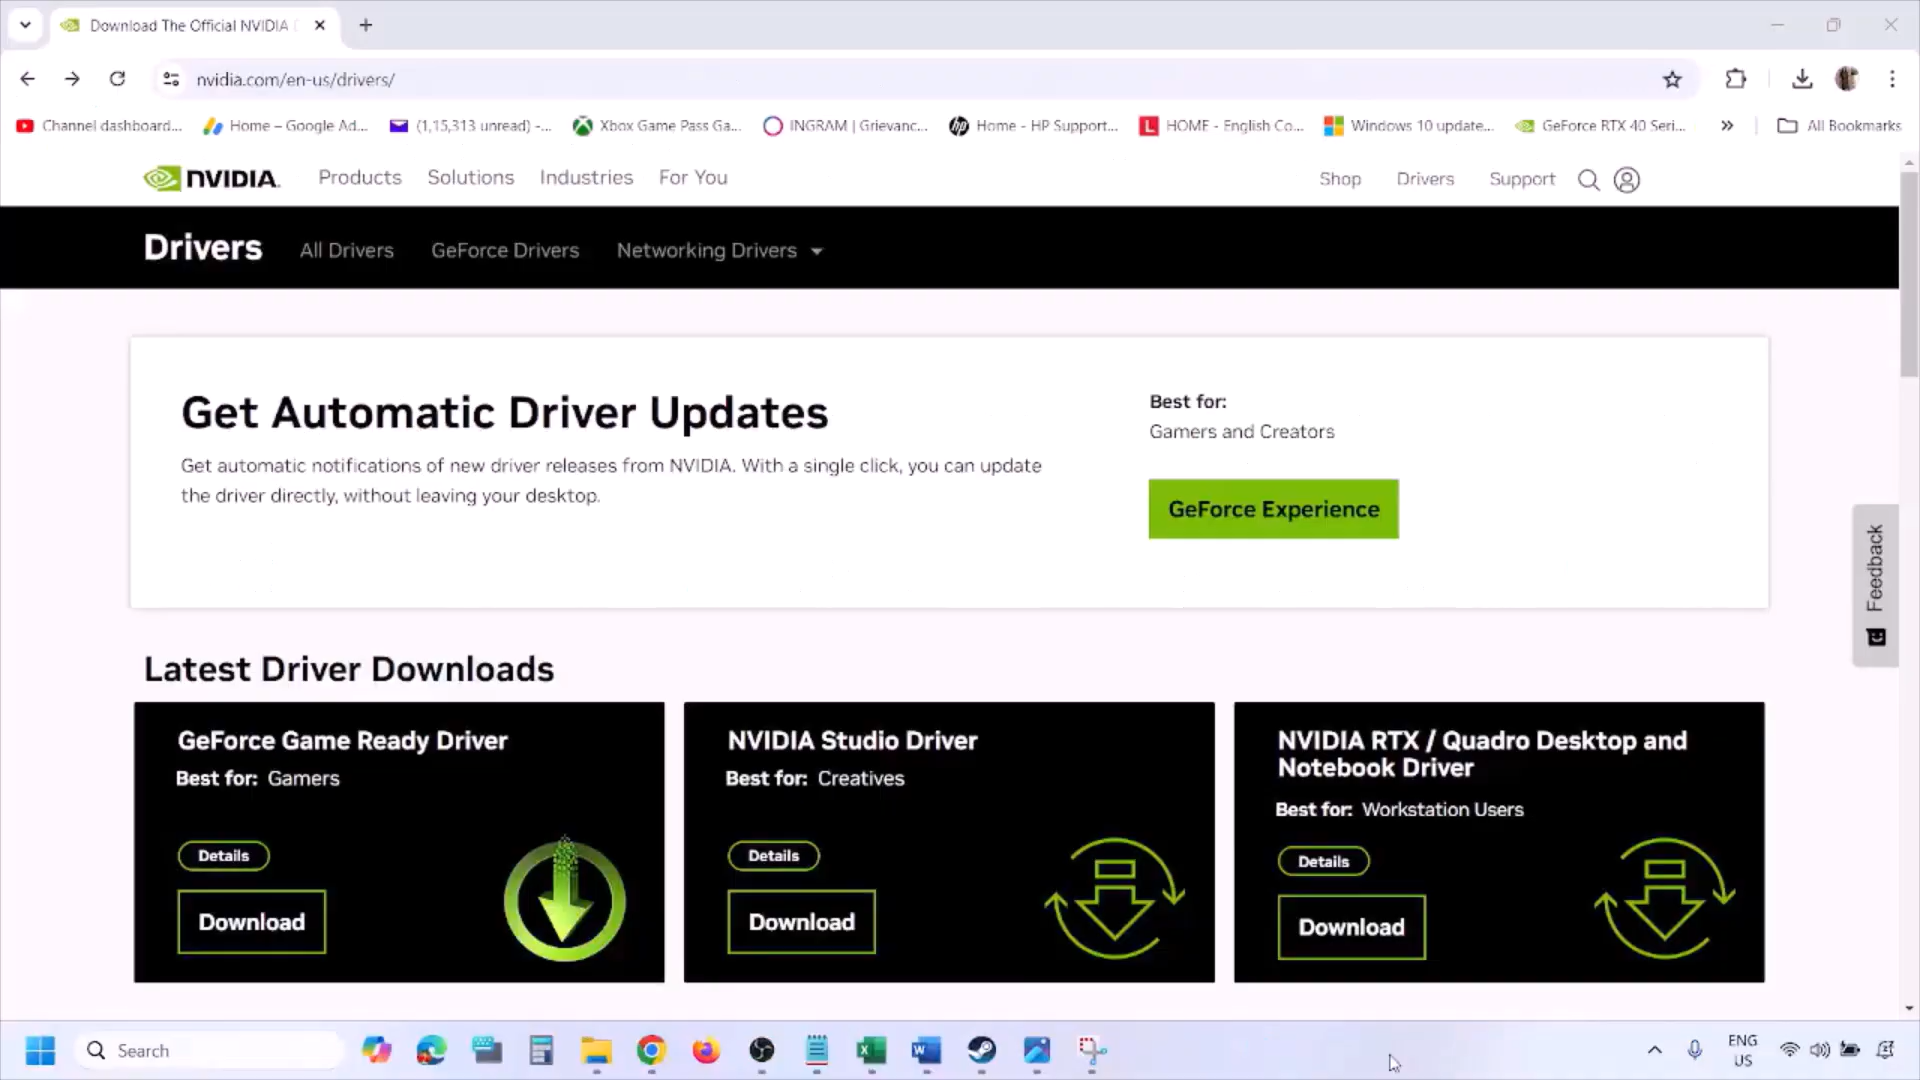 Download The Official NVIDIA
nvidia.com/en-us/drivers/
Channel dashboard...
Home – Google Ad...
(1,15,313 unread) -...
Xbox Game Pass Ga...
INGRAM | Grievanc...
Home - HP Support...
HOME - English Co...
Windows 10 update...
GeForce RTX 40 Seri...
All Bookmarks
NVIDIA.
Products
Solutions
Industries
For You
Shop
Drivers
Support
Drivers
All Drivers
GeForce Drivers
Networking Drivers
Get Automatic Driver Updates
Get automatic notifications of new driver releases from NVIDIA. With a single click, you can update
the driver directly, without leaving your desktop.
Best for:
Gamers and Creators
GeForce Experience
Feedback
Latest Driver Downloads
GeForce Game Ready Driver
Best for: Gamers
Details
Download
NVIDIA Studio Driver
Best for: Creatives
Details
Download
NVIDIA RTX / Quadro Desktop and
Notebook Driver
Best for: Workstation Users
Details
Download
Search
ENG
US